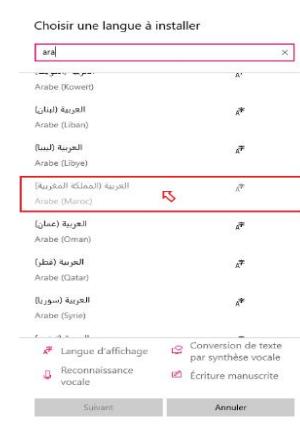 Choisir une langue à installer
ara
Arabe (Koweït)
العربية (لبنان)
Arabe (Liban)
العربية (ليبيا)
Arabe (Libye)
العربية (المملكة المغربية)
Arabe (Maroc)
العربية (عمان)
Arabe (Oman)
العربية (قطر)
Arabe (Qatar)
العربية (سوريا)
Arabe (Syrie)
Langue d'affichage
Conversion de texte
par synthèse vocale
Reconnaissance
vocale
Écriture manuscrite
Suivant
Annuler